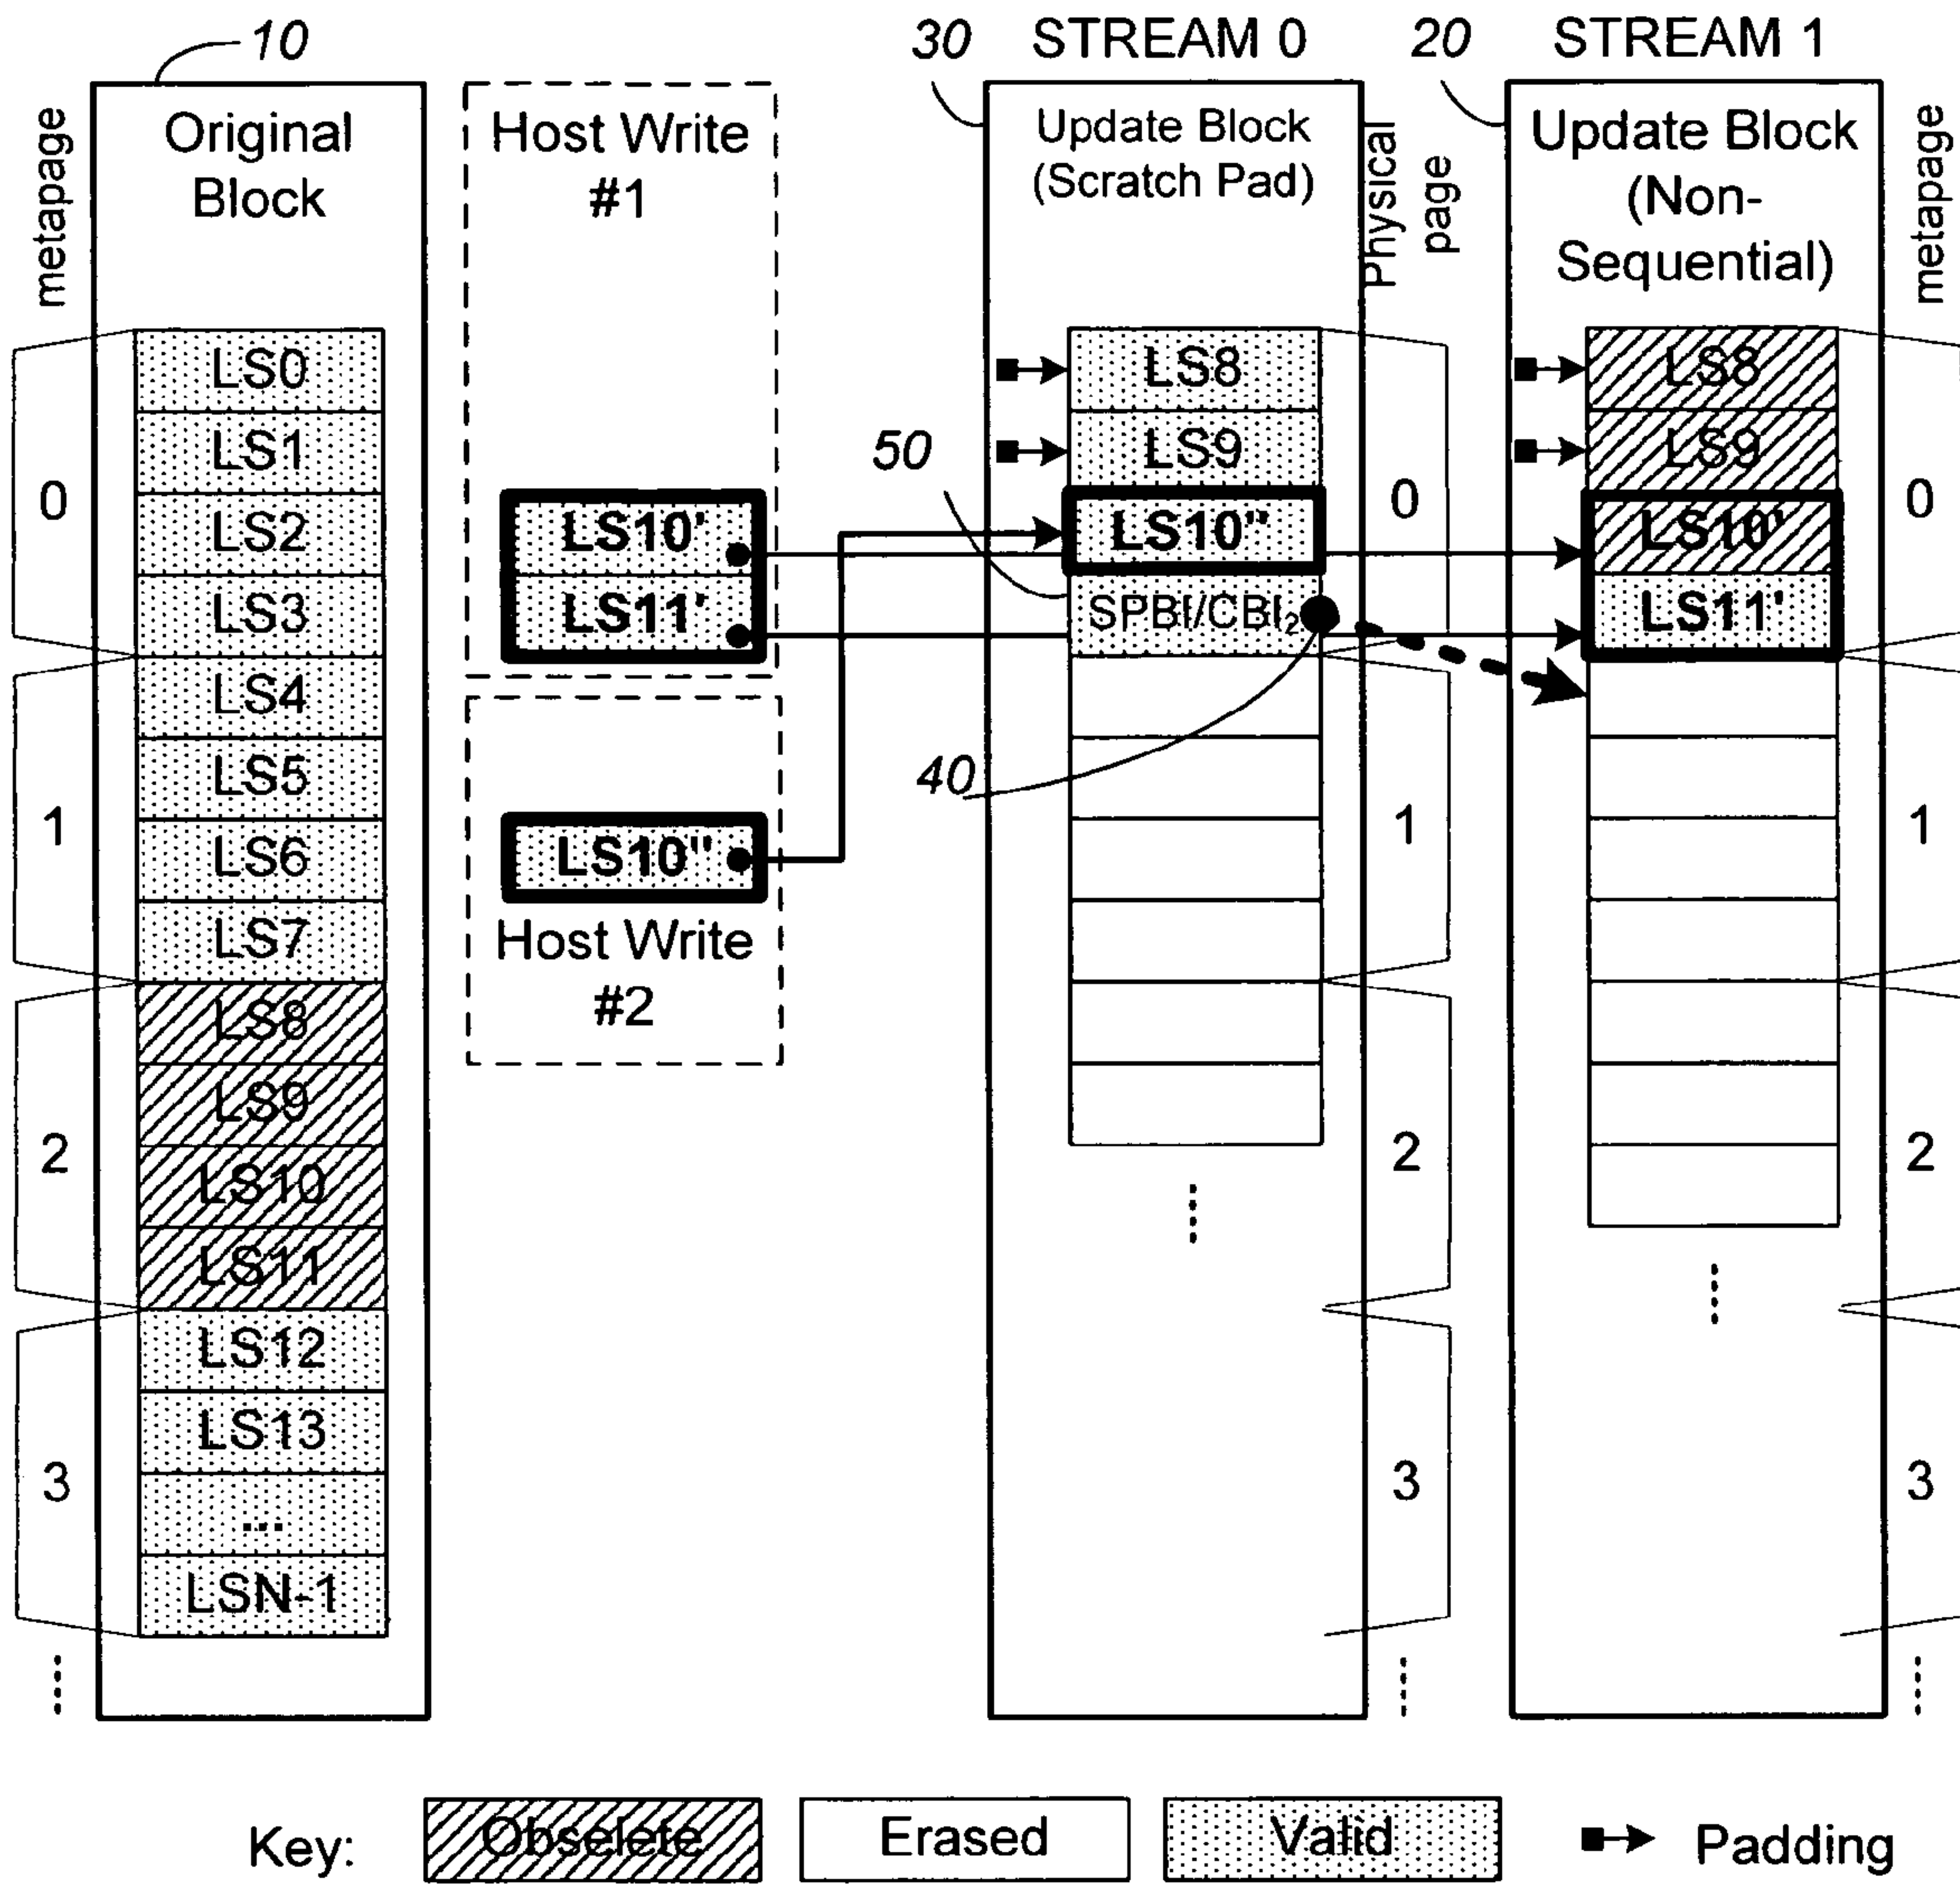 10
30
STREAM 0
20
STREAM 1
metapage
Original
Block
Host Write
#1
Update Block
(Scratch Pad)
Physical
page
Update Block
(Non-
Sequential)
metapage
LS0
LS1
LS2
LS3
LS4
LS5
LS6
LS7
LS8
LS9
LS10
LS11
LS12
LS13
...
LSN-1
0
1
2
3
LS10'
LS11'
LS10"
Host Write
#2
50
40
LS8
LS9
LS10"
SPBI/CBI2
0
1
2
3
LS8
LS9
LS10'
LS11'
0
1
2
3
Key:
Obselete
Erased
Valid
Padding